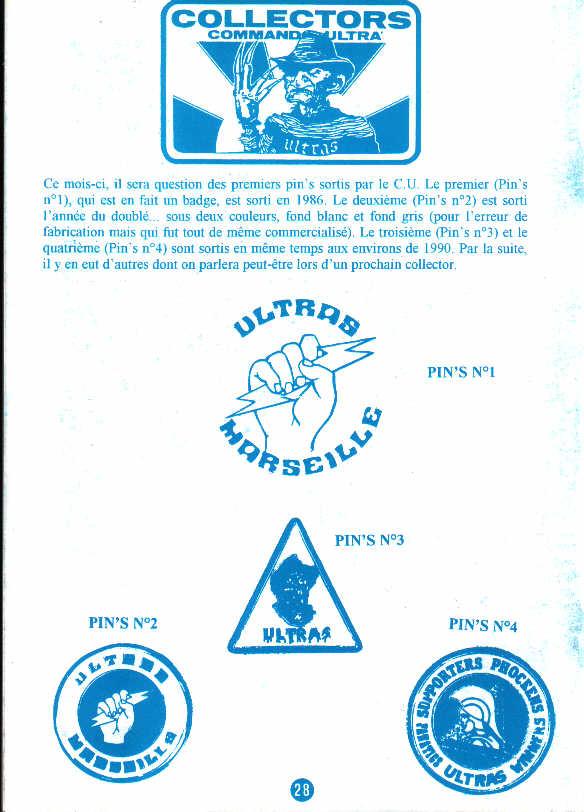 COLLECTORS
COMMANDO ULTRA
ultras
Ce mois-ci, il sera question des premiers pin's sortis par le C.U. Le premier (Pin's
n°1), qui est en fait un badge, est sorti en 1986. Le deuxième (Pin's n°2) est sorti
l'année du doublé... sous deux couleurs, fond blanc et fond gris (pour l'erreur de
fabrication mais qui fut tout de même commercialisé). Le troisième (Pin's n°3) et le
quatrième (Pin's n°4) sont sortis en même temps aux environs de 1990. Par la suite,
il y en eut d'autres dont on parlera peut-être lors d'un prochain collector.
ULTRAS
MARSEILLE
PIN'S N°1
PIN'S N°3
ULTRAS
PIN'S N°2
ULTRAS
MARSEILLE
PIN'S N°4
SUPPORTERS PHOCEENS
FANATICS ULTRAS WINNERS
28